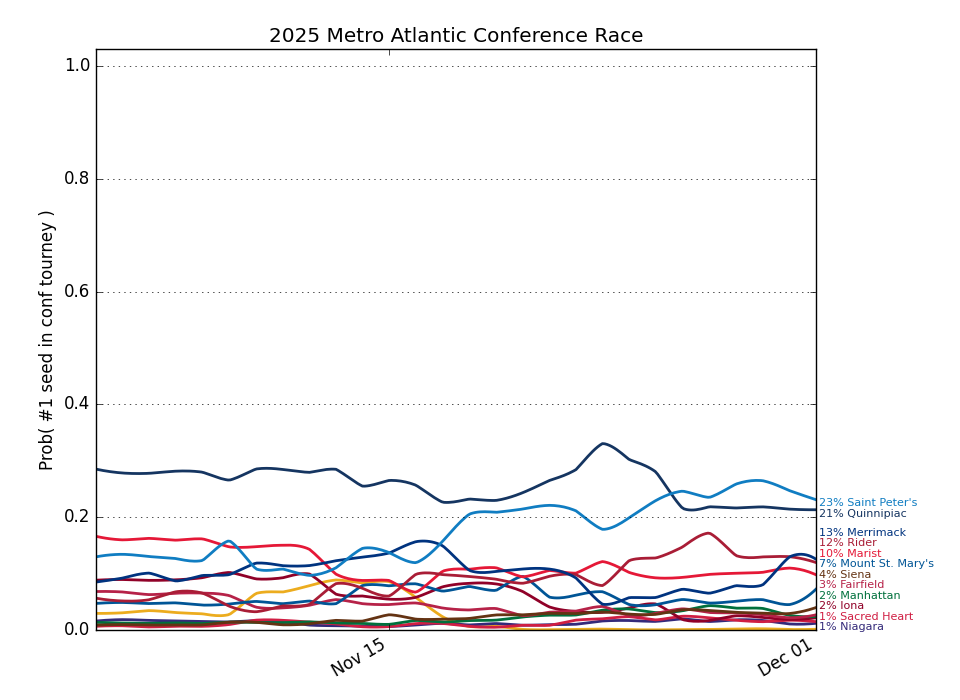 2025 Metro Atlantic Conference Race
Prob( #1 seed in conf tourney )
1.0
0.8
0.6
0.4
0.2
0.0
Nov 15
Dec 01
23% Saint Peter's
21% Quinnipiac
13% Merrimack
12% Rider
10% Marist
7% Mount St. Mary's
4% Siena
3% Fairfield
2% Manhattan
2% Iona
1% Sacred Heart
1% Niagara